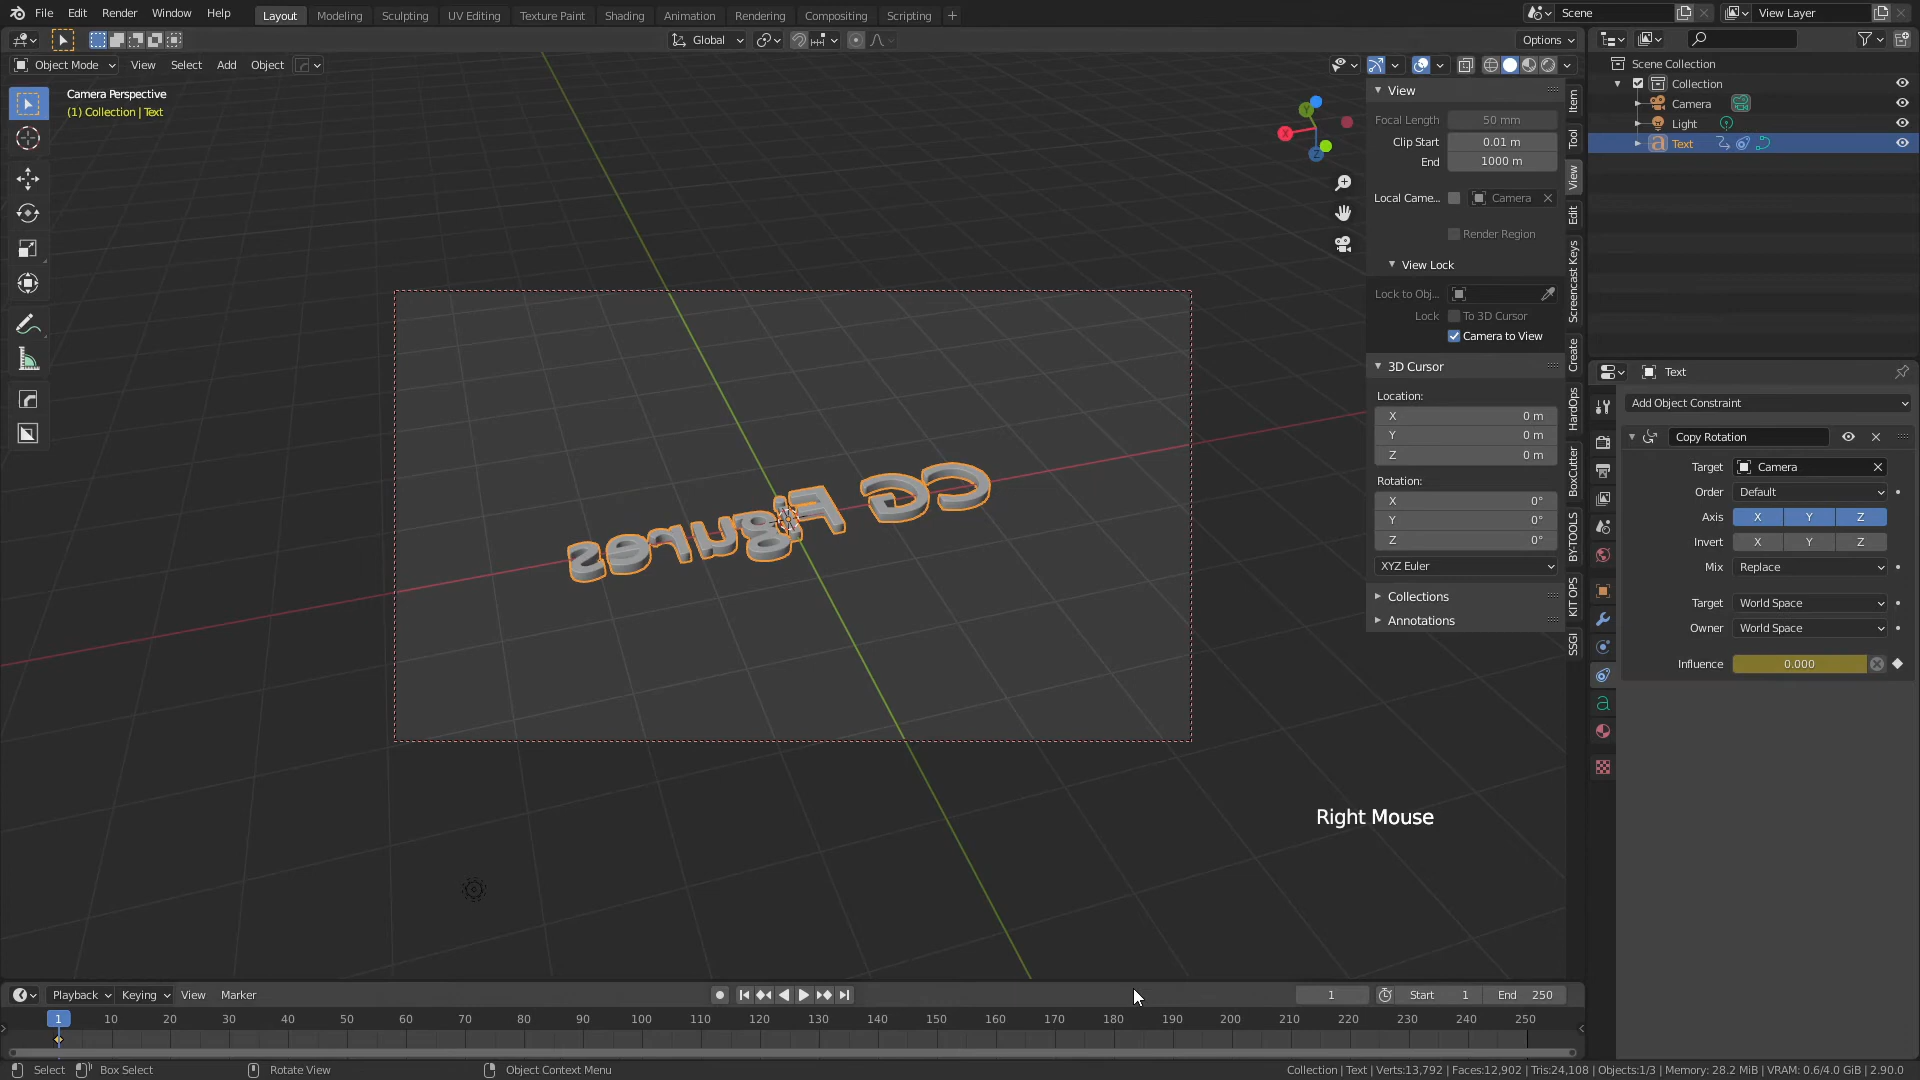 File Edit Render Window Help Layout Modeling Sculpting UV Editing Texture Paint Shading Animation Rendering Compositing Scripting + Scene View Layer
Global Options
Object Mode View Select Add Object
Camera Perspective
(1) Collection | Text
X
Y
Z
View
Focal Length 50 mm
Clip Start 0.01 m
End 1000 m
Local Came... Camera
Render Region
View Lock
Lock to Obj...
Lock To 3D Cursor
Camera to View
3D Cursor
Location:
X 0 m
Y 0 m
Z 0 m
Rotation:
X 0°
Y 0°
Z 0°
XYZ Euler
Collections
Annotations
Item
Tool
View
Edit
Screencast Keys
Create
HardOps
BoxCutter
BY-TOOLS
KIT OPS
SSGI
Scene Collection
Collection
Camera
Light
Text
Text
Add Object Constraint
Copy Rotation
Target Camera
Order Default
Axis X Y Z
Invert X Y Z
Mix Replace
Target World Space
Owner World Space
Influence 0.000
CG Figures
Right Mouse
Playback Keying View Marker 1 Start 1 End 250
1 10 20 30 40 50 60 70 80 90 100 110 120 130 140 150 160 170 180 190 200 210 220 230 240 250
Select Box Select Rotate View Object Context Menu Collection | Text | Verts:13,792 | Faces:12,902 | Tris:24,108 | Objects:1/3 | Memory: 28.2 MiB | VRAM: 0.6/4.0 GiB | 2.90.0